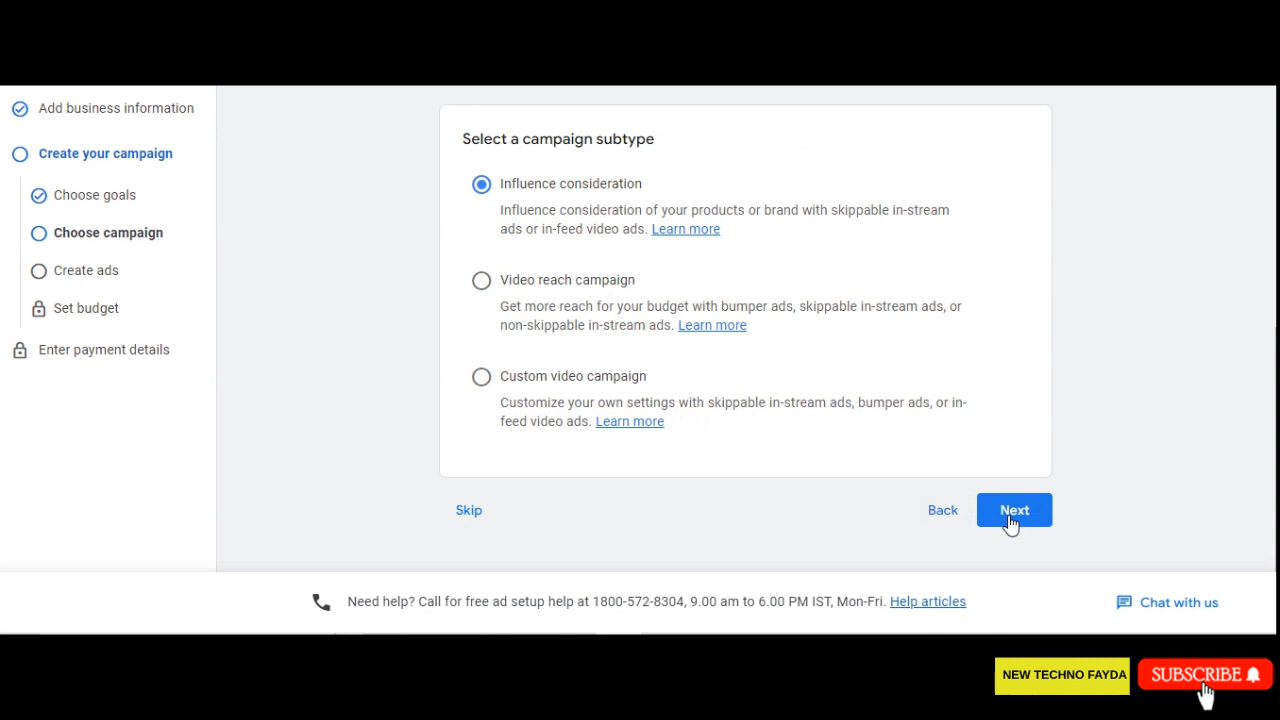 Add business information
Create your campaign
Choose goals
Choose campaign
Create ads
Set budget
Enter payment details
Select a campaign subtype
Influence consideration
Influence consideration of your products or brand with skippable in-stream
ads or in-feed video ads. Learn more
Video reach campaign
Get more reach for your budget with bumper ads, skippable in-stream ads, or
non-skippable in-stream ads. Learn more
Custom video campaign
Customize your own settings with skippable in-stream ads, bumper ads, or in-
feed video ads. Learn more
Skip
Back
Next
Need help? Call for free ad setup help at 1800-572-8304, 9.00 am to 6.00 PM IST, Mon-Fri. Help articles
Chat with us
NEW TECHNO FAYDA
SUBSCRIBE